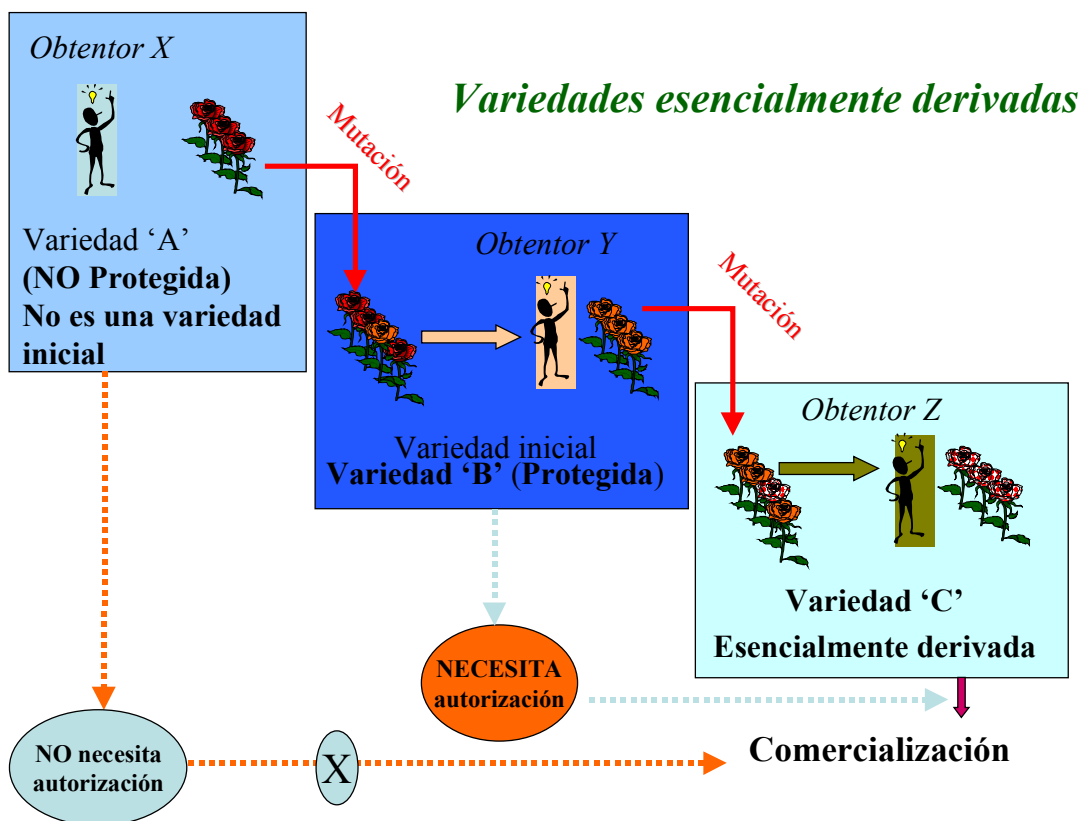 Obtentor X
Variedades esencialmente derivadas
Mutación
Variedad ‘A’
(NO Protegida)
No es una variedad
inicial
Obtentor Y
Mutación
Variedad inicial
Variedad ‘B’ (Protegida)
Obtentor Z
Variedad ‘C’
Esencialmente derivada
NECESITA
autorización
NO necesita
autorización
X
Comercialización